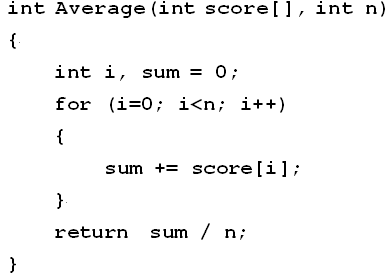 int Average(int score[], int n)
{
    int i, sum = 0;
    for (i=0; i<n; i++)
    {
        sum += score[i];
    }
    return  sum / n;
}